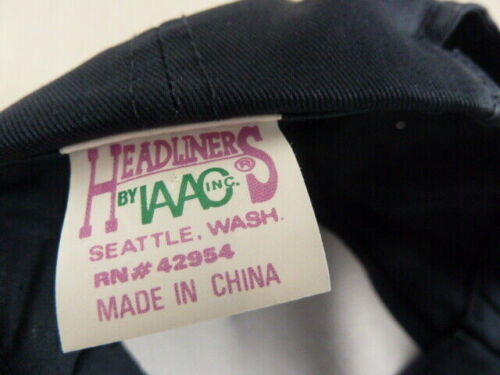 HEADLINERS®
BY IAAC INC.
SEATTLE, WASH.
RN# 42954
MADE IN CHINA